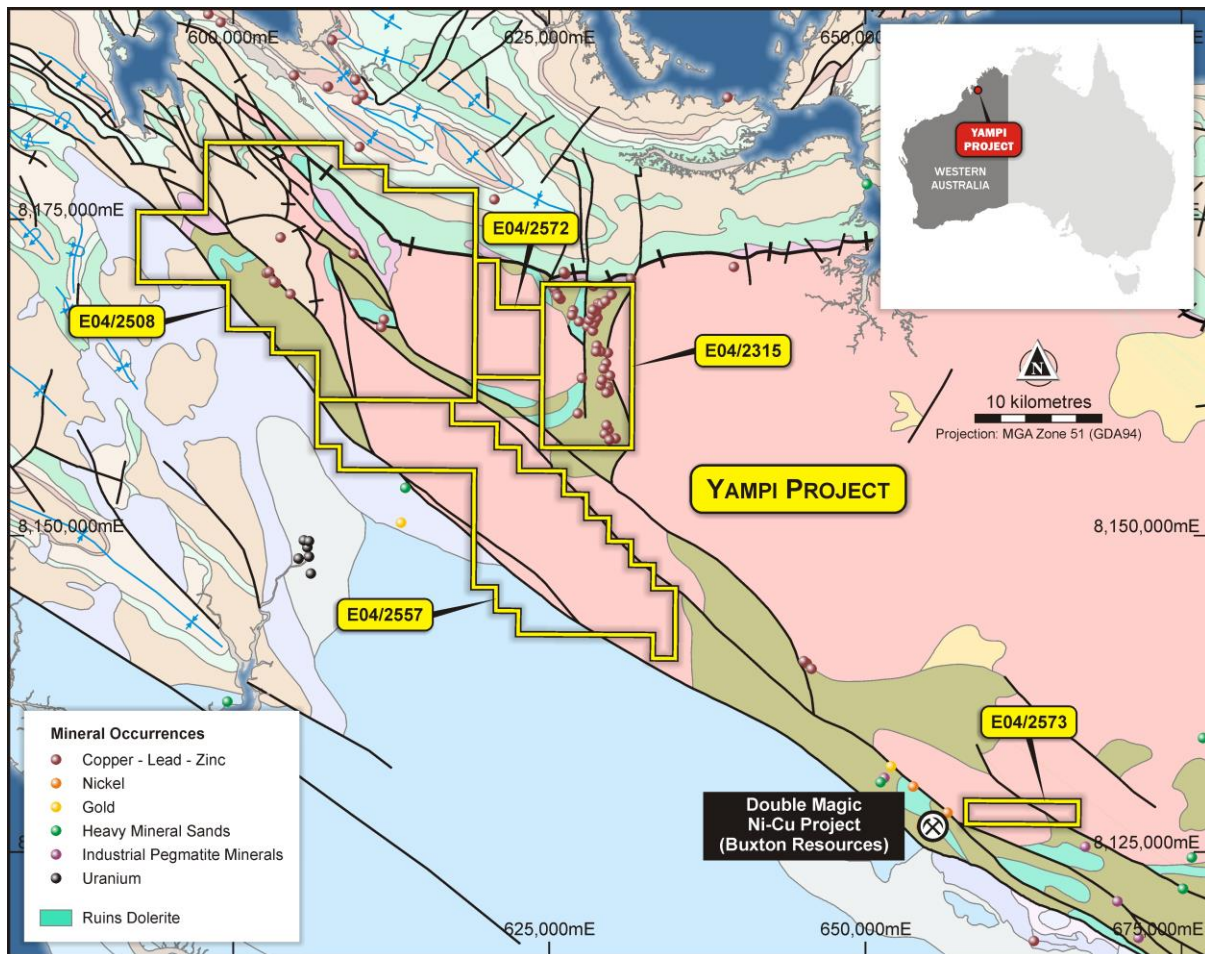 600,000mE
625,000mE
650,000mE
YAMPI
PROJECT
WESTERN
AUSTRALIA
8,175,000mE
E04/2572
E04/2508
E04/2315
N
10 kilometres
Projection: MGA Zone 51 (GDA94)
YAMPI PROJECT
8,150,000mE
8,150,000mE
E04/2557
E04/2573
Mineral Occurrences
Copper - Lead - Zinc
Nickel
Gold
Heavy Mineral Sands
Industrial Pegmatite Minerals
Uranium
Ruins Dolerite
Double Magic
Ni-Cu Project
(Buxton Resources)
8,125,000mE
625,000mE
650,000mE
675,000mE